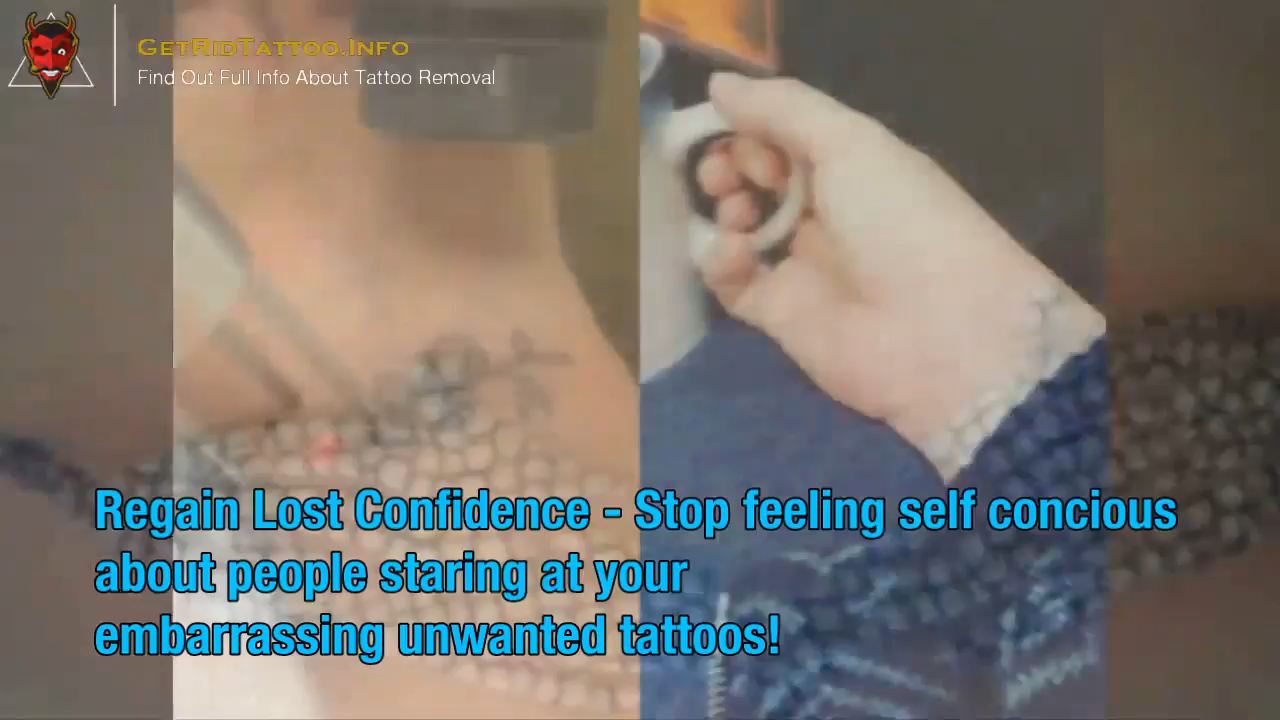 GetRidTattoo.Info
Find Out Full Info About Tattoo Removal
Regain Lost Confidence - Stop feeling self concious
about people staring at your
embarrassing unwanted tattoos!